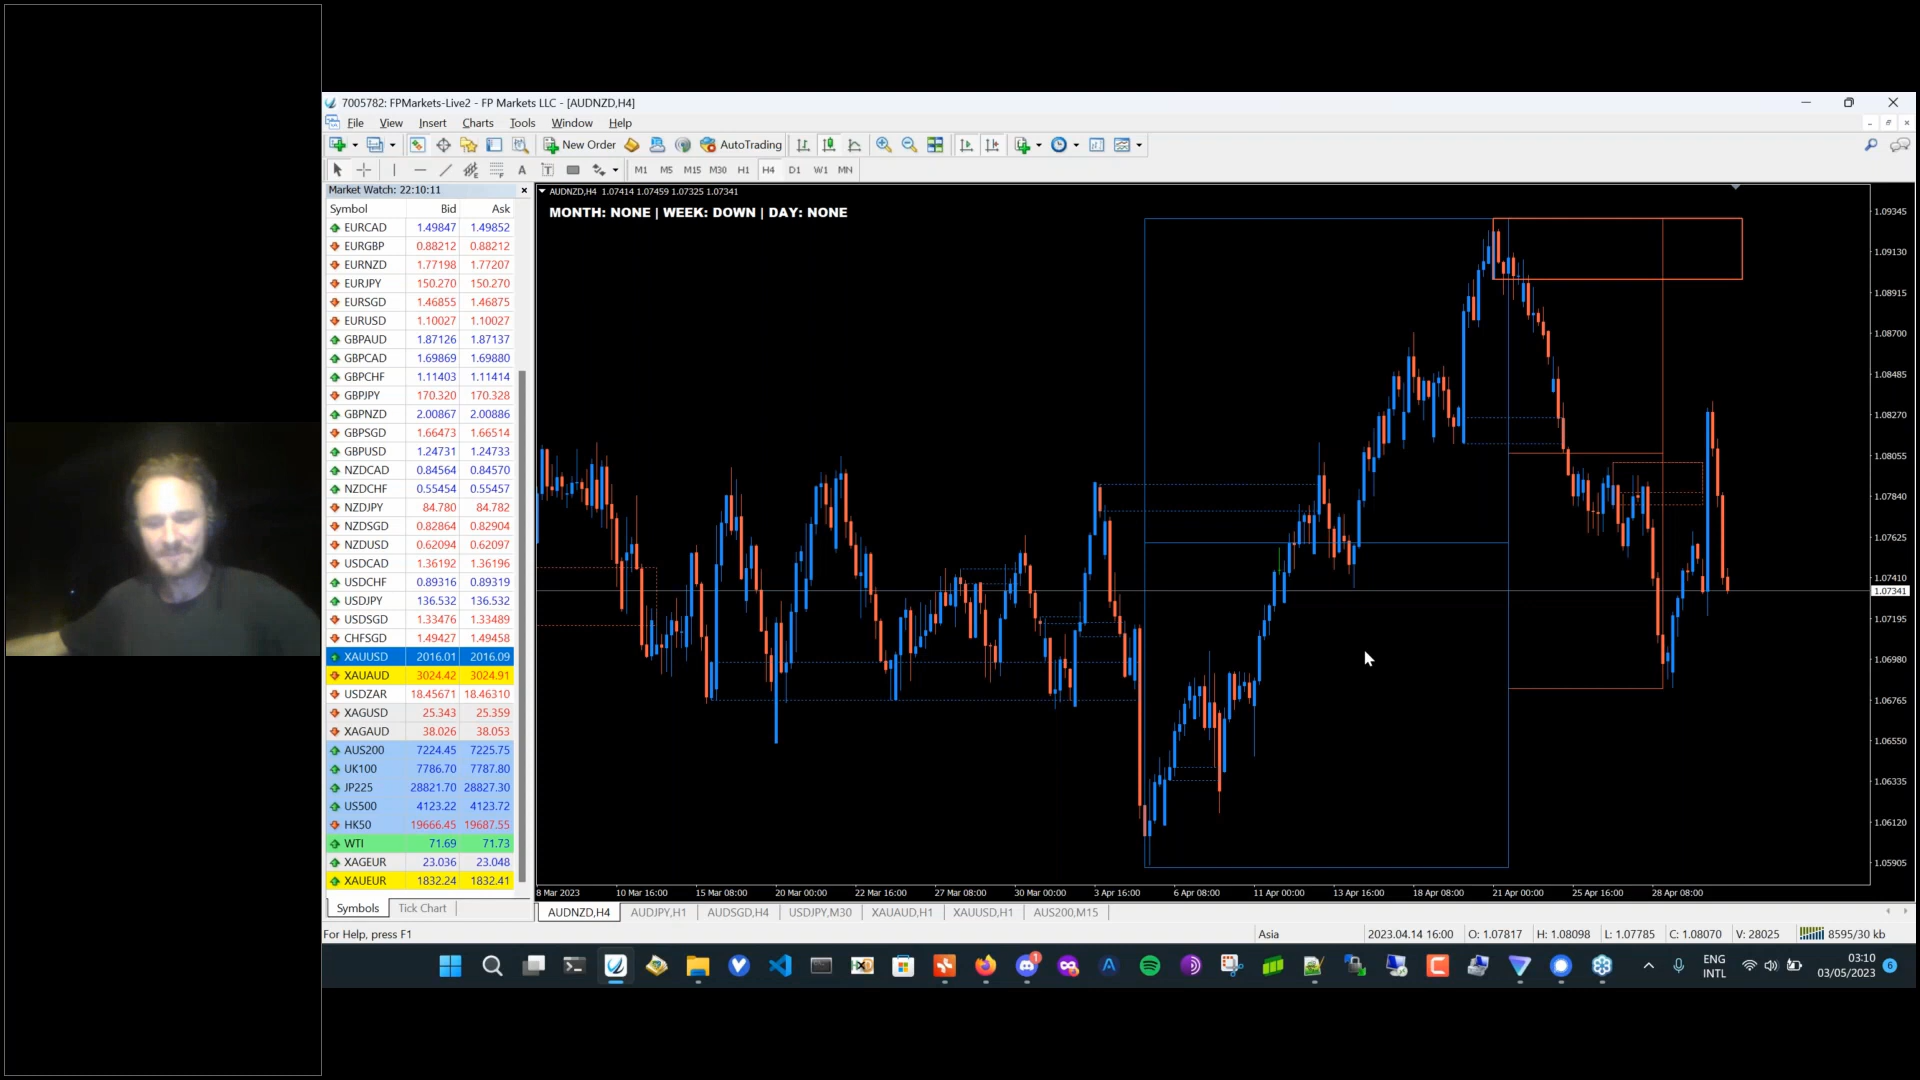 7005782: FPMarkets-Live2 - FP Markets LLC - [AUDNZD,H4]
File View Insert Charts Tools Window Help
New Order AutoTrading
A T M1 M5 M15 M30 H1 H4 D1 W1 MN
Market Watch: 22:10:11
Symbol Bid Ask
EURCAD 1.49847 1.49852
EURGBP 0.88212 0.88212
EURNZD 1.77198 1.77207
EURJPY 150.270 150.270
EURSGD 1.46855 1.46875
EURUSD 1.10027 1.10027
GBPAUD 1.87126 1.87137
GBPCAD 1.69869 1.69880
GBPCHF 1.11403 1.11414
GBPJPY 170.320 170.328
GBPNZD 2.00867 2.00886
GBPSGD 1.66473 1.66514
GBPUSD 1.24731 1.24733
NZDCAD 0.84564 0.84570
NZDCHF 0.55454 0.55457
NZDJPY 84.780 84.782
NZDSGD 0.82864 0.82904
NZDUSD 0.62094 0.62097
USDCAD 1.36192 1.36196
USDCHF 0.89316 0.89319
USDJPY 136.532 136.532
USDSGD 1.33476 1.33489
CHFSGD 1.49427 1.49458
XAUUSD 2016.01 2016.09
XAUAUD 3024.42 3024.91
USDZAR 18.45671 18.46310
XAGUSD 25.343 25.359
XAGAUD 38.026 38.053
AUS200 7224.45 7225.75
UK100 7786.70 7787.80
JP225 28821.70 28827.30
US500 4123.22 4123.72
HK50 19666.45 19687.55
WTI 71.69 71.73
XAGEUR 23.036 23.048
XAUEUR 1832.24 1832.41
Symbols Tick Chart
AUDNZD,H4 1.07414 1.07459 1.07325 1.07341
MONTH: NONE | WEEK: DOWN | DAY: NONE
1.09345
1.09130
1.08915
1.08700
1.08485
1.08270
1.08055
1.07840
1.07625
1.07410
1.07341
1.07195
1.06980
1.06765
1.06550
1.06335
1.06120
1.05905
8 Mar 2023 10 Mar 16:00 15 Mar 08:00 20 Mar 00:00 22 Mar 16:00 27 Mar 08:00 30 Mar 00:00 3 Apr 16:00 6 Apr 08:00 11 Apr 00:00 13 Apr 16:00 18 Apr 08:00 21 Apr 00:00 25 Apr 16:00 28 Apr 08:00
AUDNZD,H4 AUDJPY,H1 AUDSGD,H4 USDJPY,M30 XAUAUD,H1 XAUUSD,H1 AUS200,M15
For Help, press F1 Asia 2023.04.14 16:00 O: 1.07817 H: 1.08098 L: 1.07785 C: 1.08070 V: 28025 8595/30 kb
ENG
INTL
03:10
03/05/2023
6